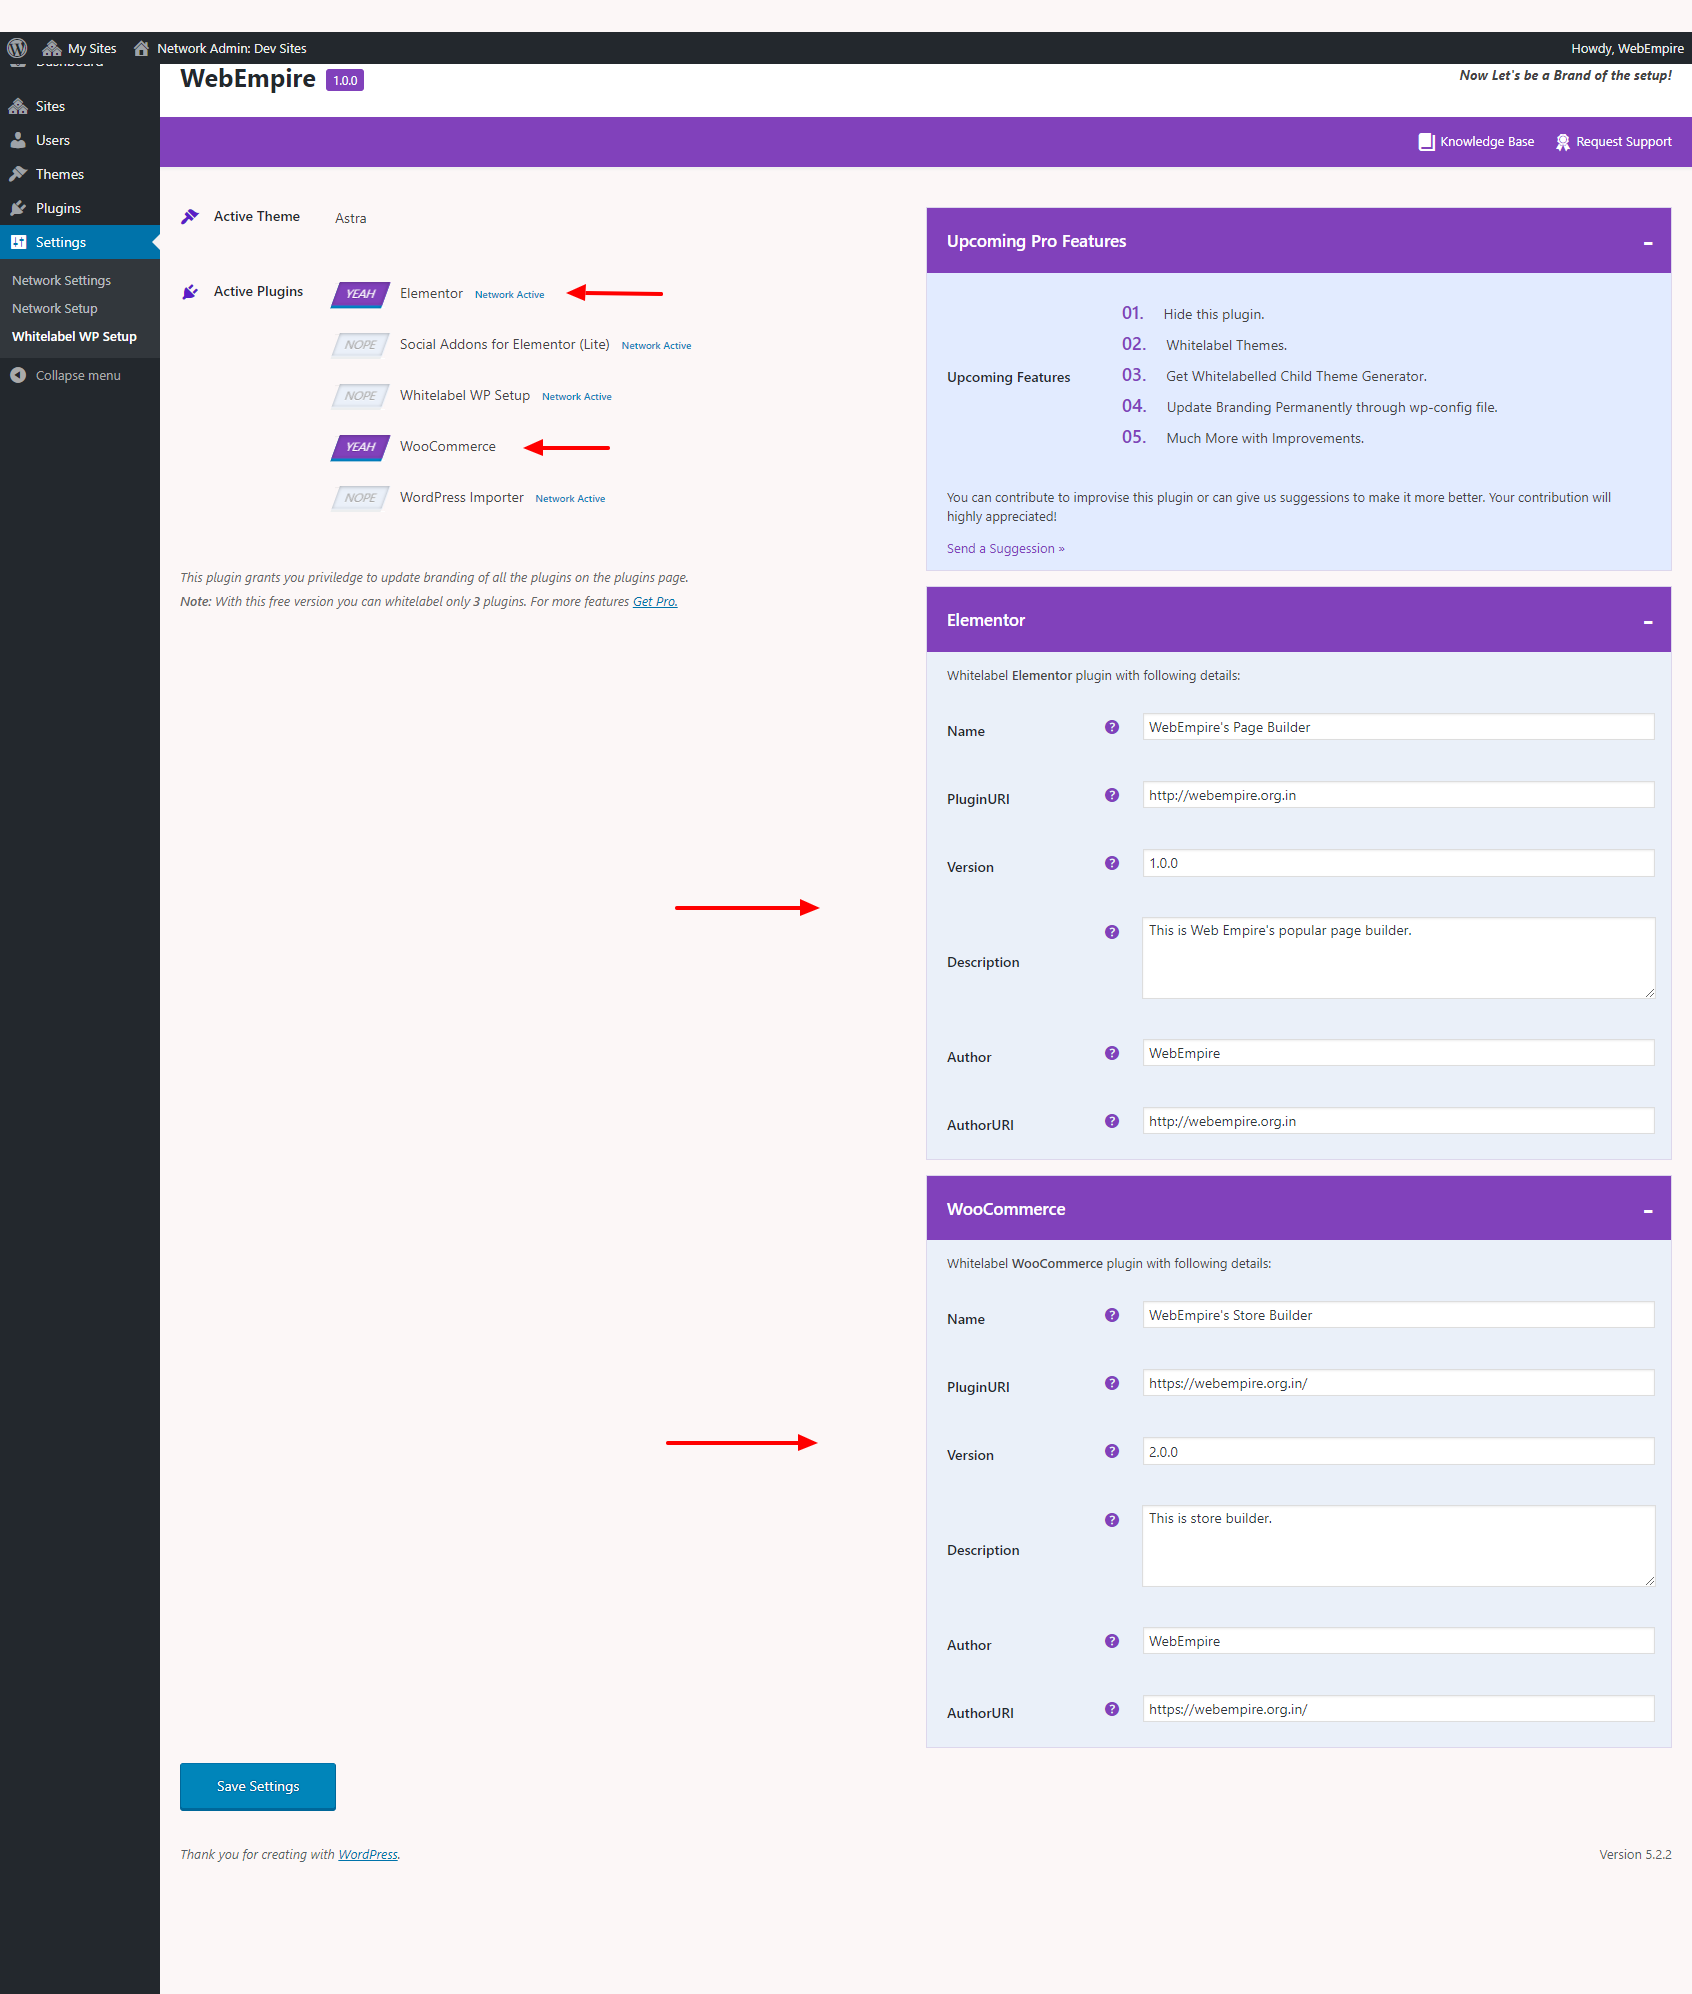 My Sites
Network Admin: Dev Sites
Howdy, WebEmpire
Dashboard
Sites
Users
Themes
Plugins
Settings
Network Settings
Network Setup
Whitelabel WP Setup
Collapse menu
WebEmpire 1.0.0
Now Let's be a Brand of the setup!
Knowledge Base
Request Support
Active Theme Astra
Active Plugins
YEAH Elementor Network Active
NOPE Social Addons for Elementor (Lite) Network Active
NOPE Whitelabel WP Setup Network Active
YEAH WooCommerce
NOPE WordPress Importer Network Active
This plugin grants you priviledge to update branding of all the plugins on the plugins page.
Note: With this free version you can whitelabel only 3 plugins. For more features Get Pro.
Upcoming Pro Features -
Upcoming Features
01. Hide this plugin.
02. Whitelabel Themes.
03. Get Whitelabelled Child Theme Generator.
04. Update Branding Permanently through wp-config file.
05. Much More with Improvements.
You can contribute to improvise this plugin or can give us suggessions to make it more better. Your contribution will
highly appreciated!
Send a Suggession »
Elementor -
Whitelabel Elementor plugin with following details:
Name ? WebEmpire's Page Builder
PluginURI ? http://webempire.org.in
Version ? 1.0.0
Description ? This is Web Empire's popular page builder.
Author ? WebEmpire
AuthorURI ? http://webempire.org.in
WooCommerce -
Whitelabel WooCommerce plugin with following details:
Name ? WebEmpire's Store Builder
PluginURI ? https://webempire.org.in/
Version ? 2.0.0
Description ? This is store builder.
Author ? WebEmpire
AuthorURI ? https://webempire.org.in/
Save Settings
Thank you for creating with WordPress.
Version 5.2.2